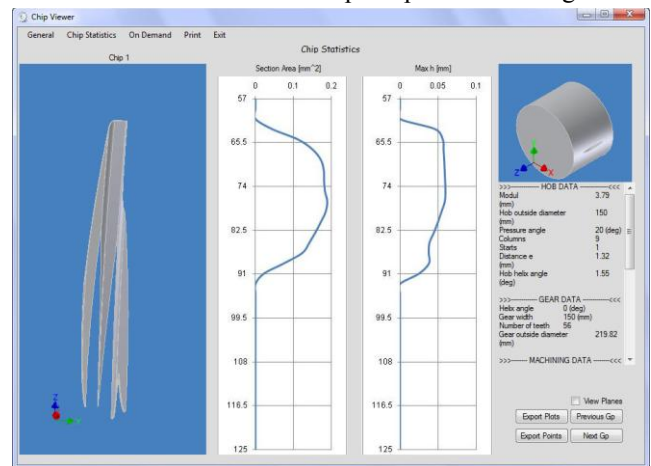 Chip Viewer
General Chip Statistics On Demand Print Exit
Chip Statistics
Chip 1
Section Area [mm^2]
0 0.1 0.2
57
65.5
74
82.5
91
99.5
108
116.5
125
Max h [mm]
0 0.05 0.1
57
65.5
74
82.5
91
99.5
108
116.5
125
Z X
>>>---------- HOB DATA ----------<<<
Modul 3.79
(mm)
Hob outside diameter 150
(mm)
Pressure angle 20 (deg)
Columns 9
Starts 1
Distance e 1.32
(mm)
Hob helix angle 1.55
(deg)
>>>---------- GEAR DATA ----------<<<
Helix angle 0 (deg)
Gear width 150 (mm)
Number of teeth 56
Gear outside diameter 219.82
(mm)
>>>------- MACHINING DATA -------<<<
Z
View Planes
Export Plots Previous Gp
Export Points Next Gp